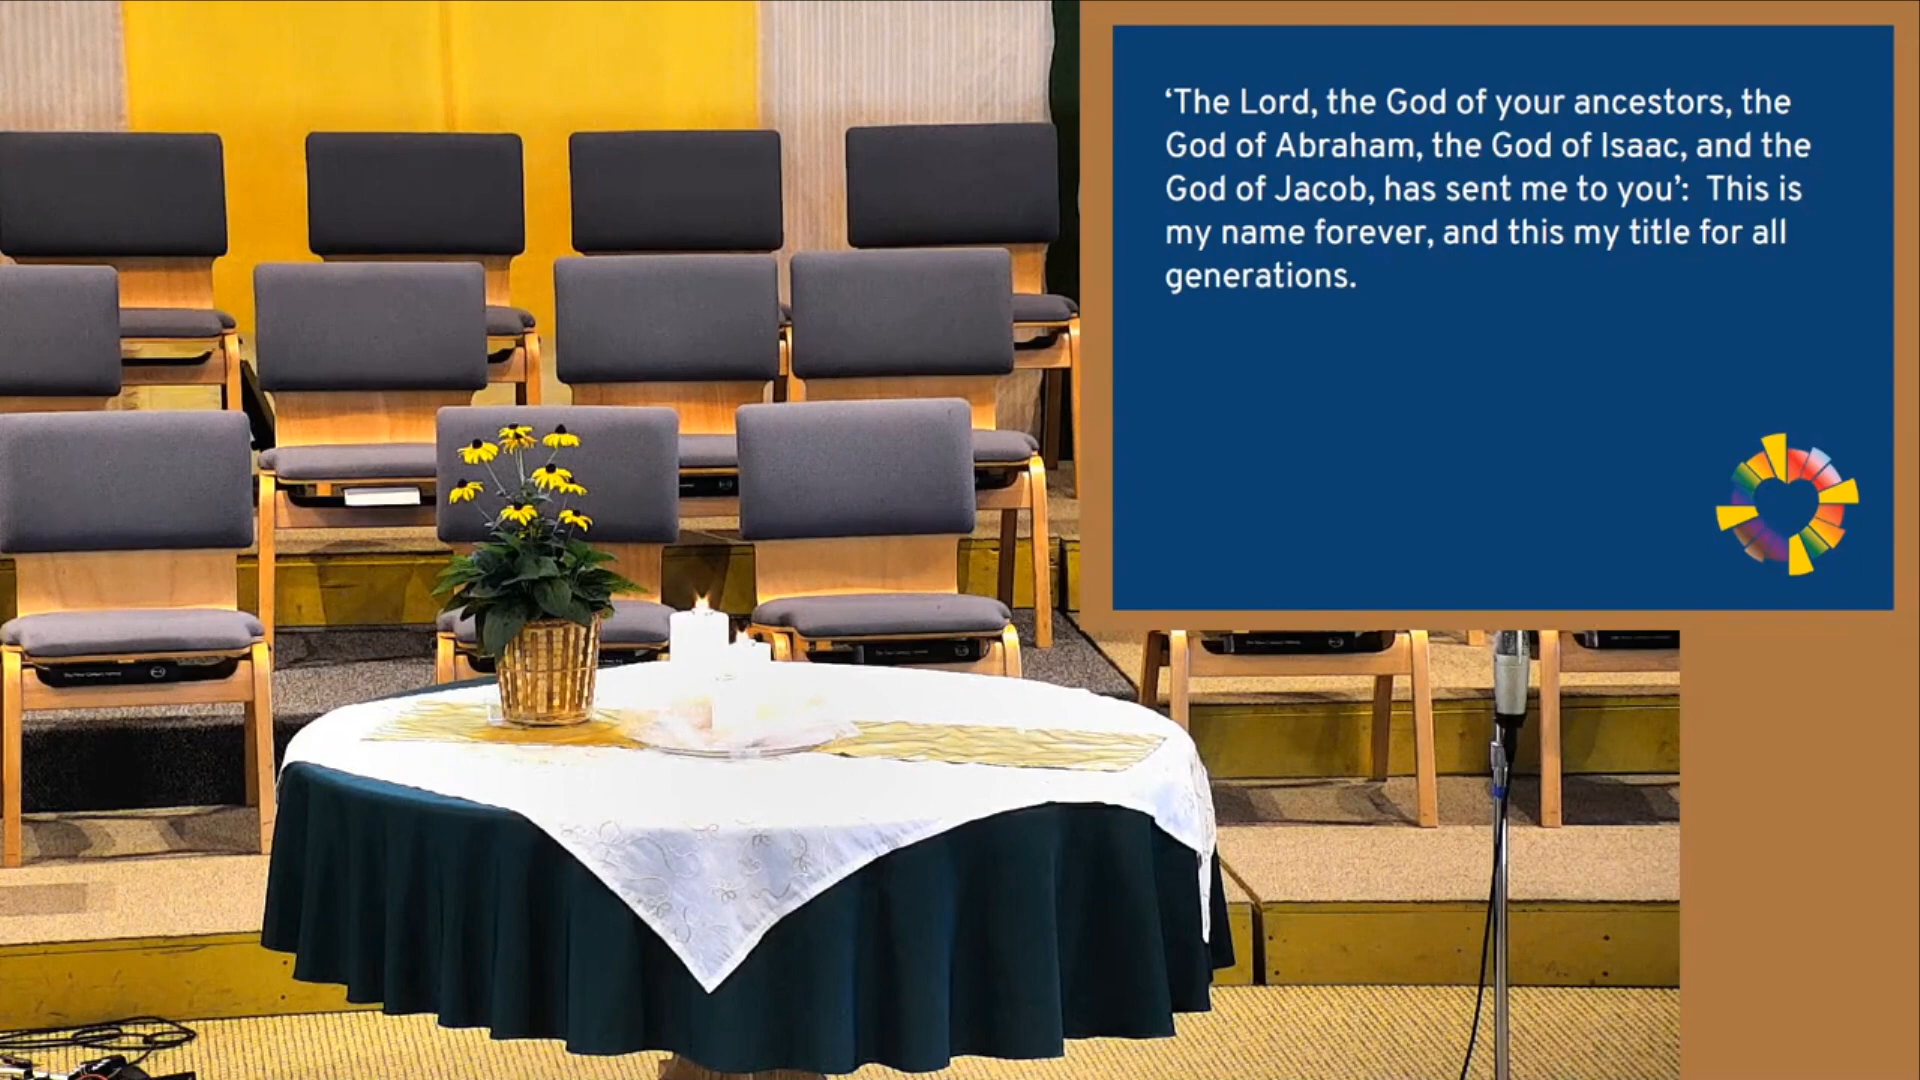 ‘The Lord, the God of your ancestors, the
God of Abraham, the God of Isaac, and the
God of Jacob, has sent me to you’:  This is
my name forever, and this my title for all
generations.